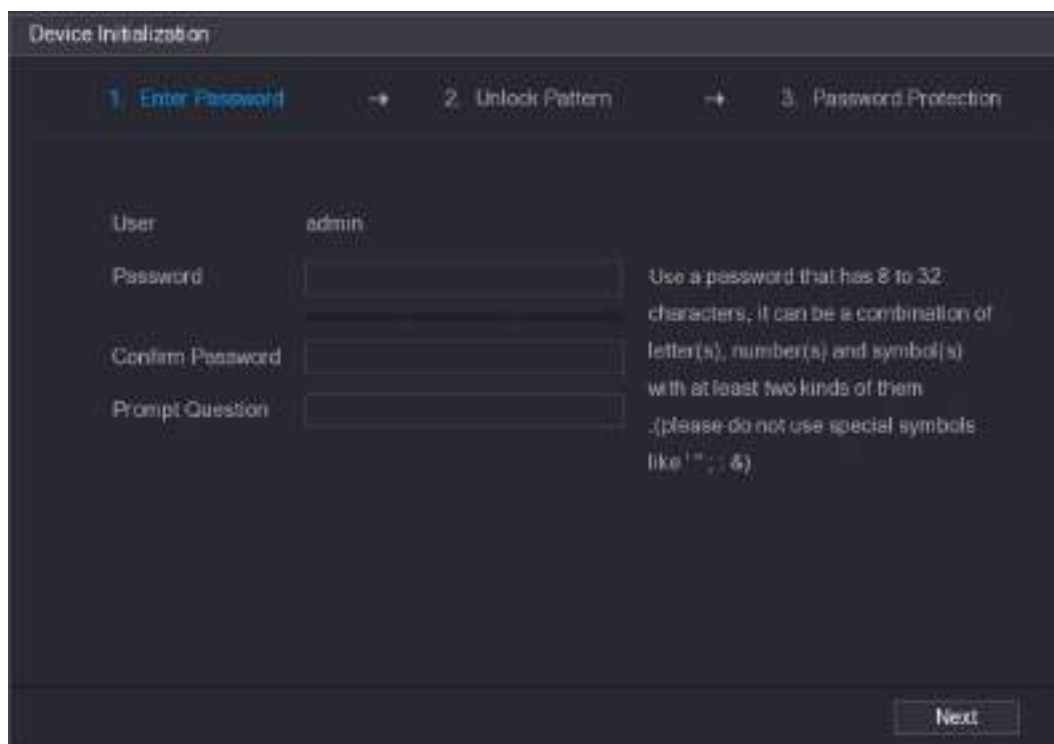 Device Initialization
1. Enter Password → 2. Unlock Pattern → 3. Password Protection
User admin
Password
Use a password that has 8 to 32
characters, it can be a combination of
Confirm Password
letter(s), number(s) and symbol(s)
with at least two kinds of them
Prompt Question
.(please do not use special symbols
like ' " ; : &)
Next